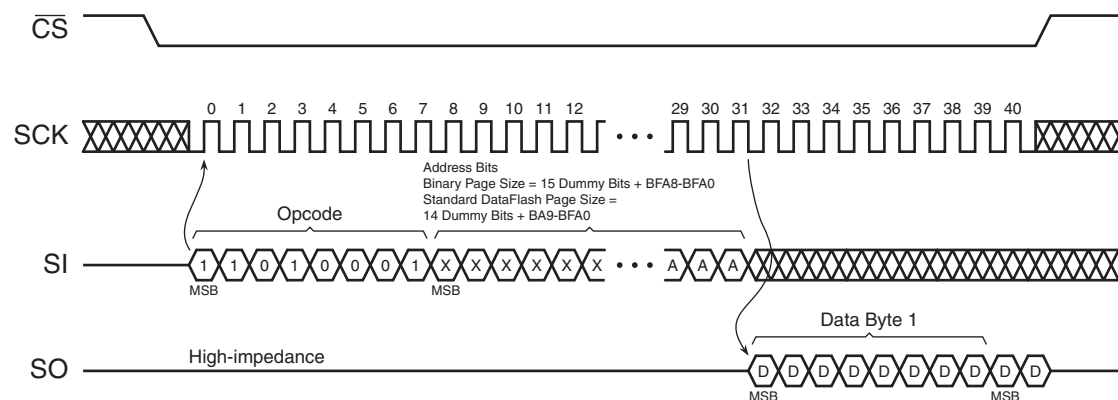 CS
SCK
0 1 2 3 4 5 6 7 8 9 10 11 12 29 30 31 32 33 34 35 36 37 38 39 40
Address Bits
Binary Page Size = 15 Dummy Bits + BFA8-BFA0
Standard DataFlash Page Size =
14 Dummy Bits + BA9-BFA0
Opcode
SI
1 1 0 1 0 0 0 1 X X X X X X A A A
MSB MSB
Data Byte 1
High-impedance
SO
D D D D D D D D D D
MSB MSB